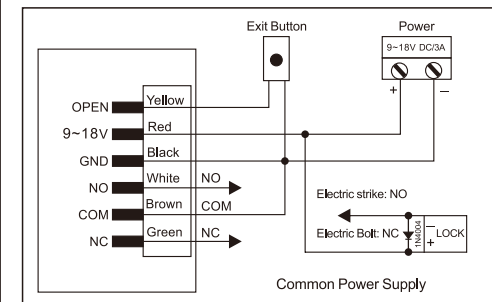 Exit Button
Power
9~18V DC/3A
+ −
OPEN Yellow
9~18V Red
GND Black
NO White NO
COM Brown COM
NC Green NC
Electric strike: NO
Electric Bolt: NC
1N4004
− LOCK
+
Common Power Supply